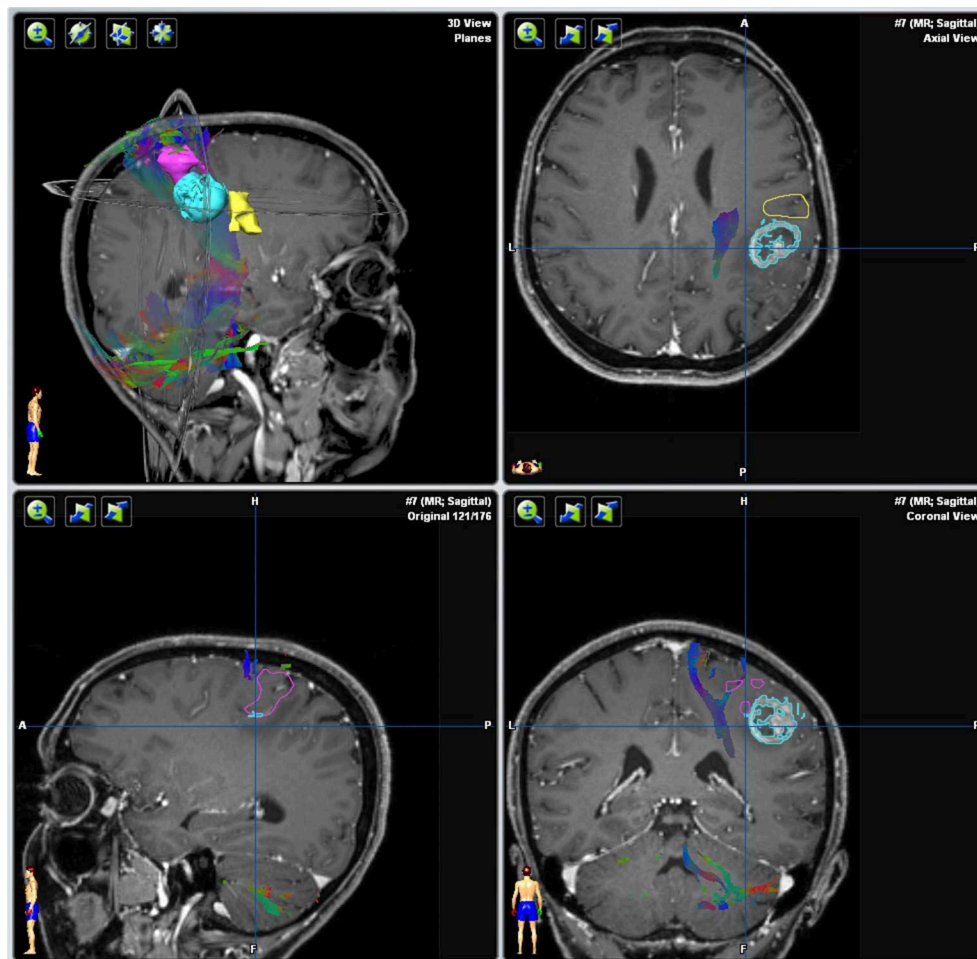 3D View
Planes
#7 (MR; Sagittal)
Axial View
A
L
R
P
#7 (MR; Sagittal)
Original 121/176
H
A
P
F
#7 (MR; Sagittal)
Coronal View
H
L
R
F